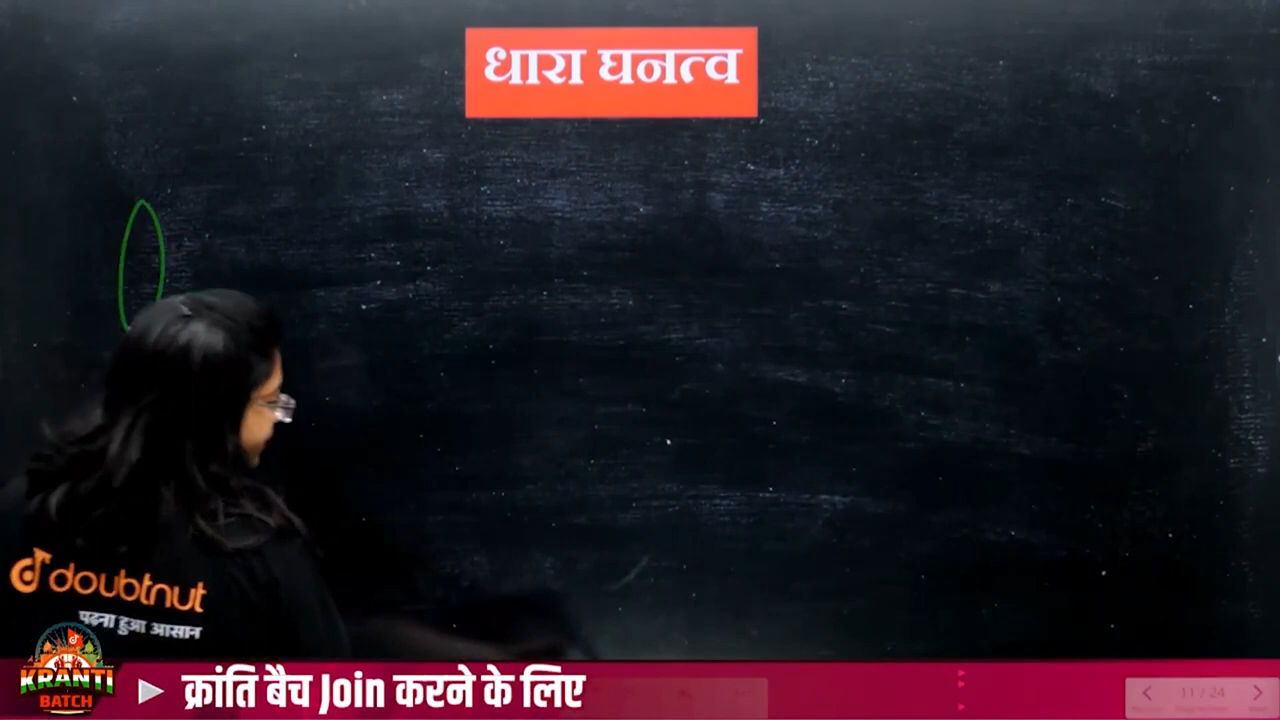 धारा घनत्व
doubtnut
पढ़ना हुआ आसान
KRANTI
BATCH
क्रांति बैच Join करने के लिए
11 / 24